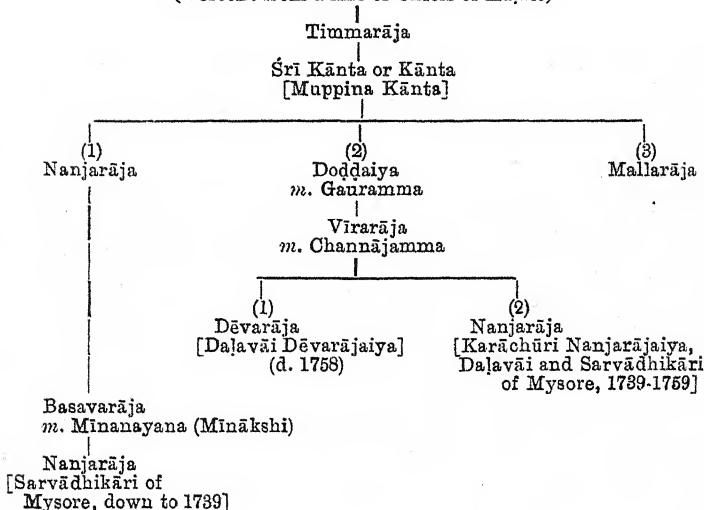 Timmarāja
Śrī Kānta or Kānta
[Muppina Kānta]
(1) (2) (3)
Nanjarāja Doḍḍaiya Mallarāja
m. Gauramma
Vīrarāja
m. Channājamma
(1) (2)
Dēvarāja Nanjarāja
[Daḷavāi Dēvarājaiya] [Karāchūri Nanjarājaiya,
(d. 1758) Daḷavāi and Sarvādhikāri
of Mysore, 1739-1759]
Basavarāja
m. Mīnanayana (Mīnākshi)
Nanjarāja
[Sarvādhikāri of
Mysore, down to 1739]